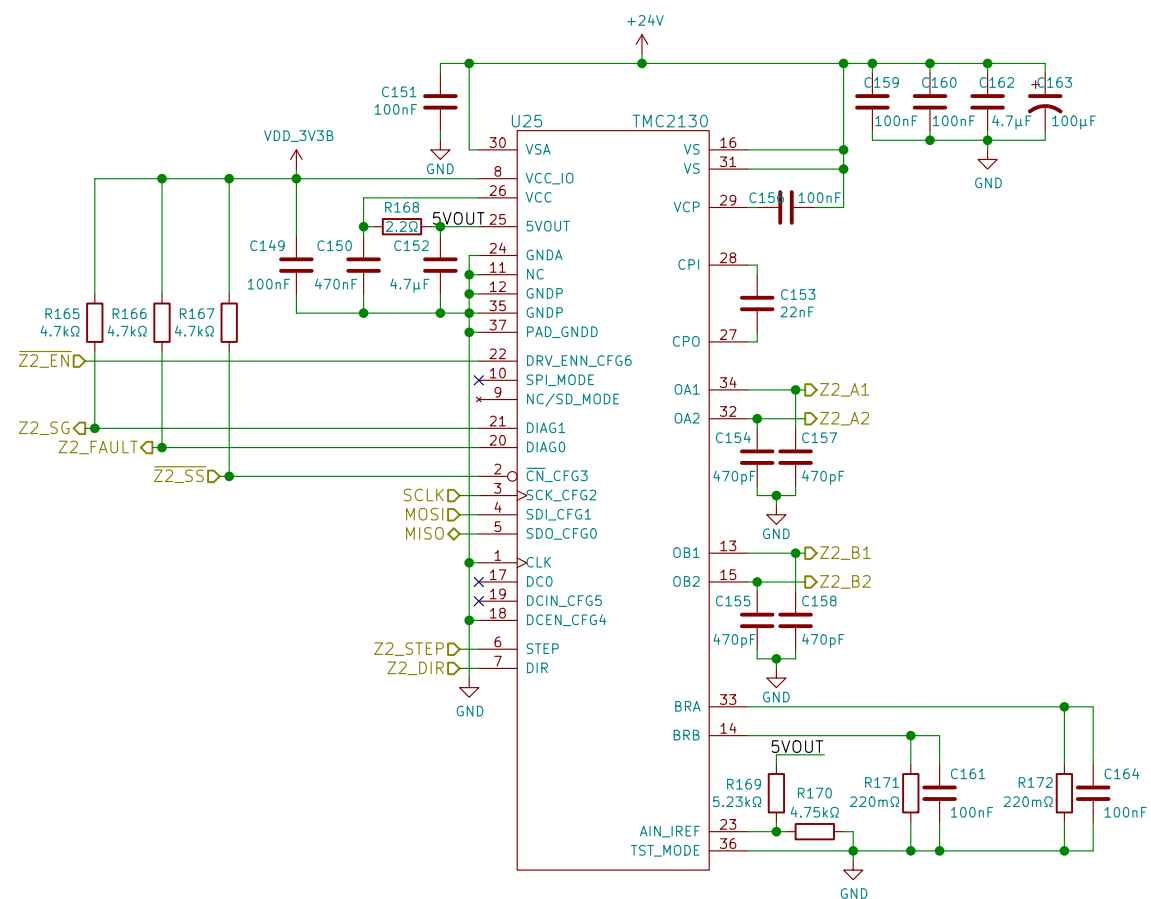 +24V
C151
100nF
GND
C159
100nF
C160
100nF
C162
4.7µF
+
C163
100µF
GND
U25
TMC2130
VDD_3V3B
30
VSA
8
VCC_IO
26
VCC
25
5VOUT
24
GNDA
11
NC
12
GNDP
35
GNDP
37
PAD_GNDD
22
DRV_ENN_CFG6
10
SPI_MODE
9
NC/SD_MODE
21
DIAG1
20
DIAG0
2
CN_CFG3
3
SCK_CFG2
4
SDI_CFG1
5
SDO_CFG0
1
CLK
17
DCO
19
DCIN_CFG5
18
DCEN_CFG4
6
STEP
7
DIR
R168
2.2Ω
5VOUT
C149
100nF
C150
470nF
C152
4.7µF
R165
4.7kΩ
R166
4.7kΩ
R167
4.7kΩ
Z2_EN
Z2_SG
Z2_FAULT
Z2_SS
SCLK
MOSI
MISO
Z2_STEP
Z2_DIR
GND
VS
16
VS
31
VCP
29
C156
100nF
CPI
28
C153
22nF
CPO
27
OA1
34
Z2_A1
OA2
32
Z2_A2
C154
470pF
C157
470pF
GND
OB1
13
Z2_B1
OB2
15
Z2_B2
C155
470pF
C158
470pF
GND
BRA
33
BRB
14
5VOUT
R169
5.23kΩ
R170
4.75kΩ
R171
220mΩ
C161
100nF
R172
220mΩ
C164
100nF
AIN_IREF
23
TST_MODE
36
GND